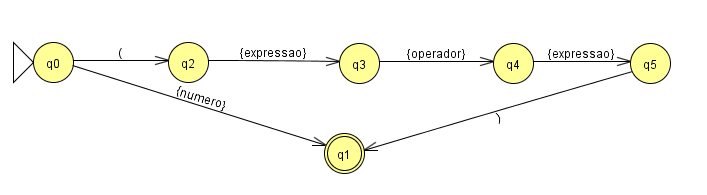 (
{expressao}
{operador}
{expressao}
q0
q2
q3
q4
q5
{numero}
)
q1